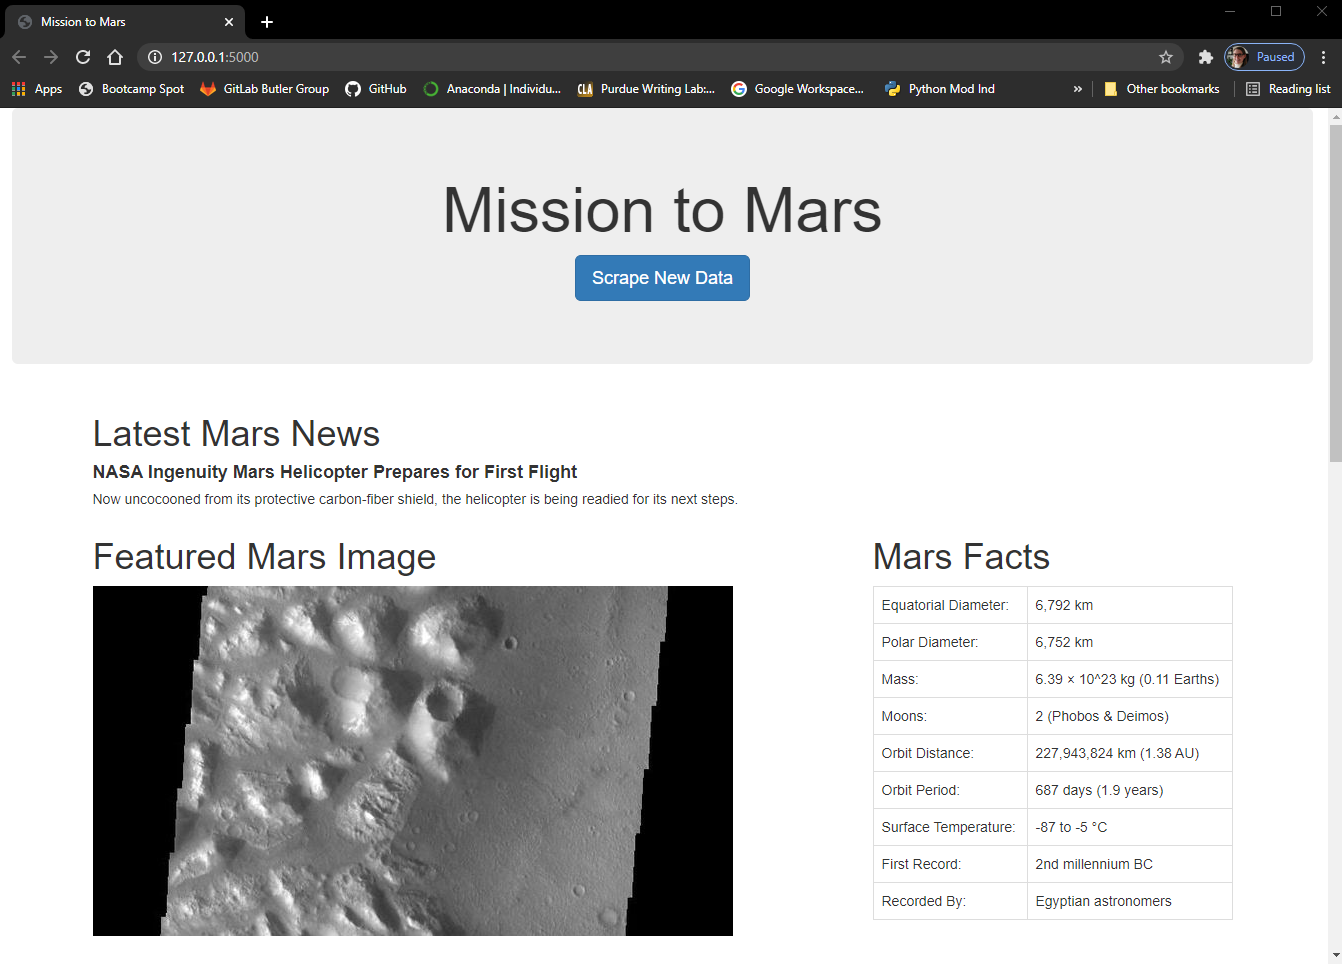 Mission to Mars
127.0.0.1:5000
Paused
Apps
Bootcamp Spot
GitLab Butler Group
GitHub
Anaconda | Individu...
CLA
Purdue Writing Lab:...
Google Workspace...
Python Mod Ind
»
Other bookmarks
Reading list
Mission to Mars
Scrape New Data
Latest Mars News
NASA Ingenuity Mars Helicopter Prepares for First Flight
Now uncocooned from its protective carbon-fiber shield, the helicopter is being readied for its next steps.
Featured Mars Image
Mars Facts
Equatorial Diameter: 6,792 km
Polar Diameter: 6,752 km
Mass: 6.39 × 10^23 kg (0.11 Earths)
Moons: 2 (Phobos & Deimos)
Orbit Distance: 227,943,824 km (1.38 AU)
Orbit Period: 687 days (1.9 years)
Surface Temperature: -87 to -5 °C
First Record: 2nd millennium BC
Recorded By: Egyptian astronomers